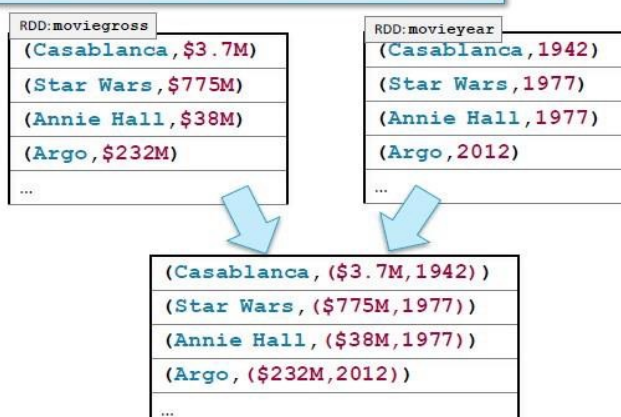 RDD:moviegross
(Casablanca,$3.7M)
(Star Wars,$775M)
(Annie Hall,$38M)
(Argo,$232M)
...
RDD:movieyear
(Casablanca,1942)
(Star Wars,1977)
(Annie Hall,1977)
(Argo,2012)
...
(Casablanca,($3.7M,1942))
(Star Wars,($775M,1977))
(Annie Hall,($38M,1977))
(Argo,($232M,2012))
...